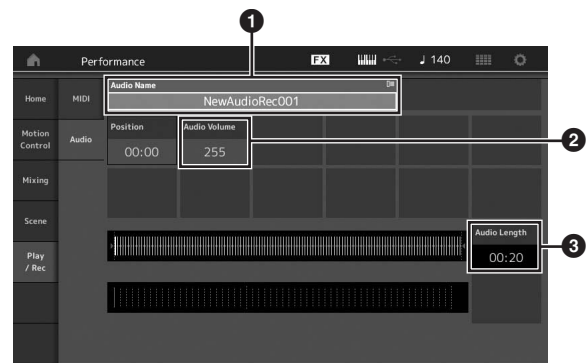 1
Performance
FX
♩ 140
Home
MIDI
Audio Name
NewAudioRec001
Motion
Control
Audio
Position
00:00
Audio Volume
255
2
Mixing
Scene
Play
/ Rec
Audio Length
00:20
3